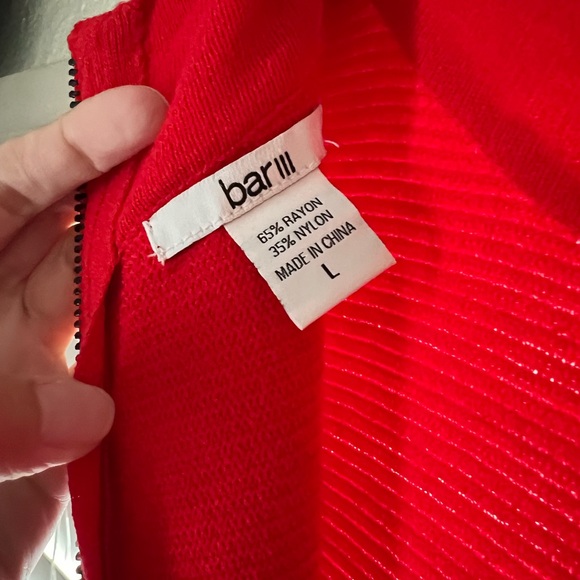 bar III
65% RAYON
35% NYLON
MADE IN CHINA
L